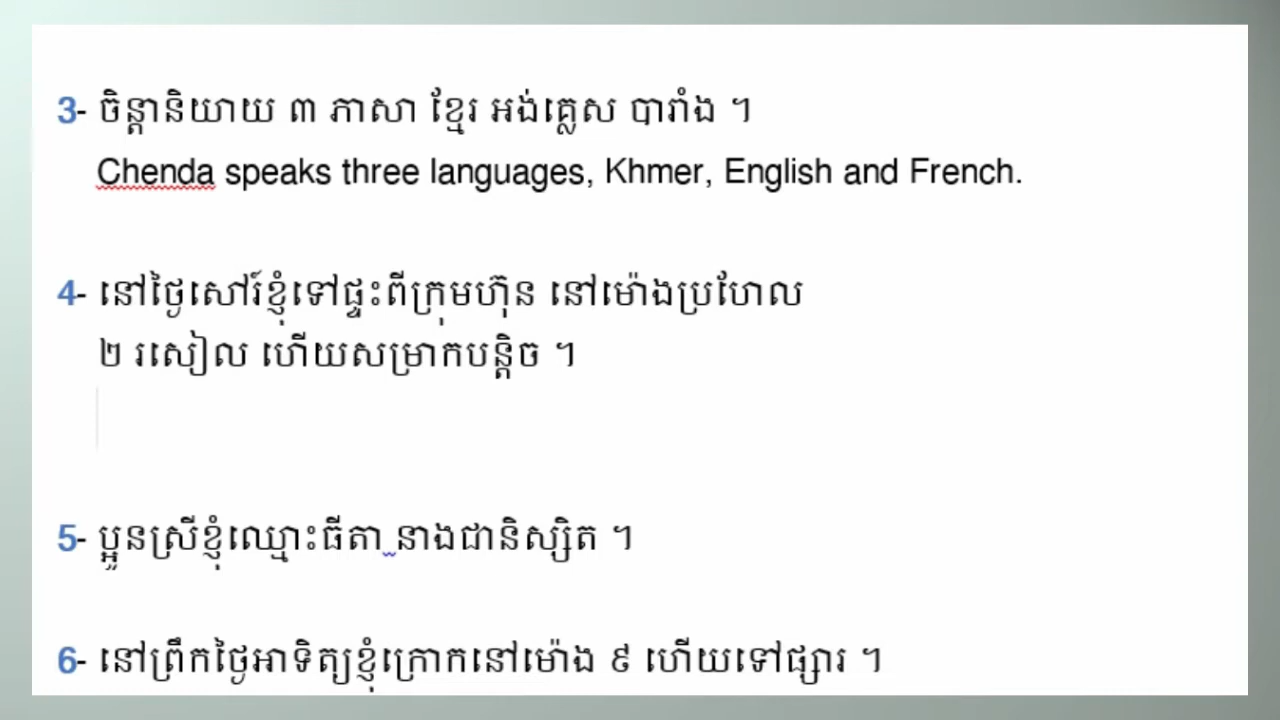 3- ចិន្តានិយាយ ៣ ភាសា ខ្មែរ អង់គ្លេស បារាំង ។
Chenda speaks three languages, Khmer, English and French.
4- នៅថ្ងៃសៅរ៍ខ្ញុំទៅផ្ទះពីក្រុមហ៊ុន នៅម៉ោងប្រហែល
២ រសៀល ហើយសម្រាកបន្តិច ។
5- ប្អូនស្រីខ្ញុំឈ្មោះធីតា នាងជានិស្សិត ។
6- នៅព្រឹកថ្ងៃអាទិត្យខ្ញុំក្រោកនៅម៉ោង ៩ ហើយទៅផ្សារ ។